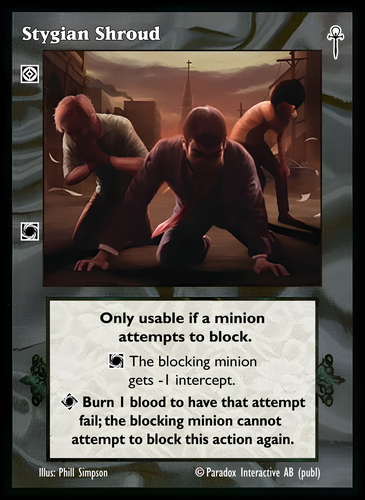 Stygian Shroud
Only usable if a minion
attempts to block.
The blocking minion
gets -1 intercept.
Burn 1 blood to have that attempt
fail; the blocking minion cannot
attempt to block this action again.
Illus: Phill Simpson
© Paradox Interactive AB (publ)